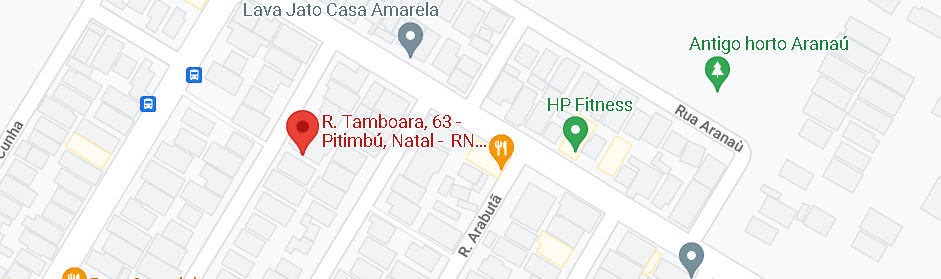 Lava Jato Casa Amarela
Antigo horto Aranaú
HP Fitness
Rua Aranaú
R. Tamboara, 63 -
Pitimbú, Natal - RN...
Cunha
R. Arabutã